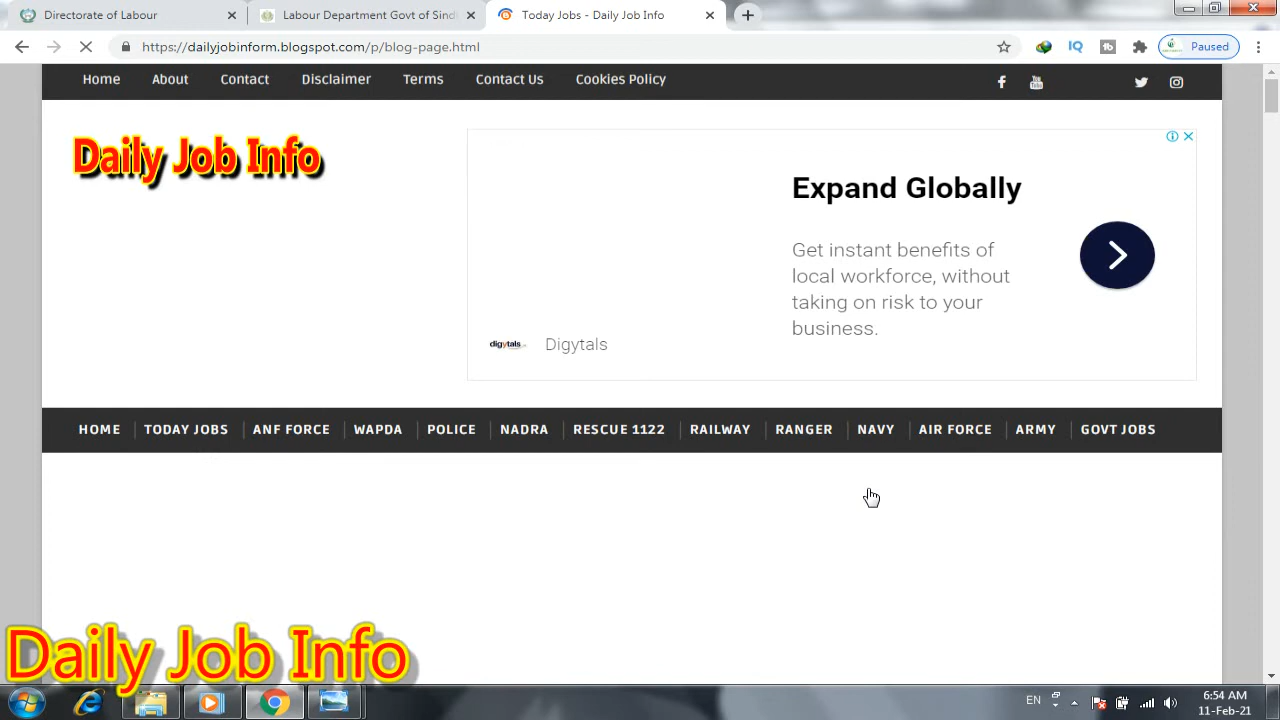 Directore of Labour
Labour Department Govt of Sind
Today Jobs - Daily Job Info
https://dailyjobinform.blogspot.com/p/blog-page.html
IQ
Paused
Home About Contact Disclaimer Terms Contact Us Cookies Policy
Daily Job Info
Expand Globally
Get instant benefits of
local workforce, without
taking on risk to your
business.
digytals
Digytals
HOME TODAY JOBS ANF FORCE WAPDA POLICE NADRA RESCUE 1122 RAILWAY RANGER NAVY AIR FORCE ARMY GOVT JOBS
Daily Job Info
EN
6:54 AM
11-Feb-21